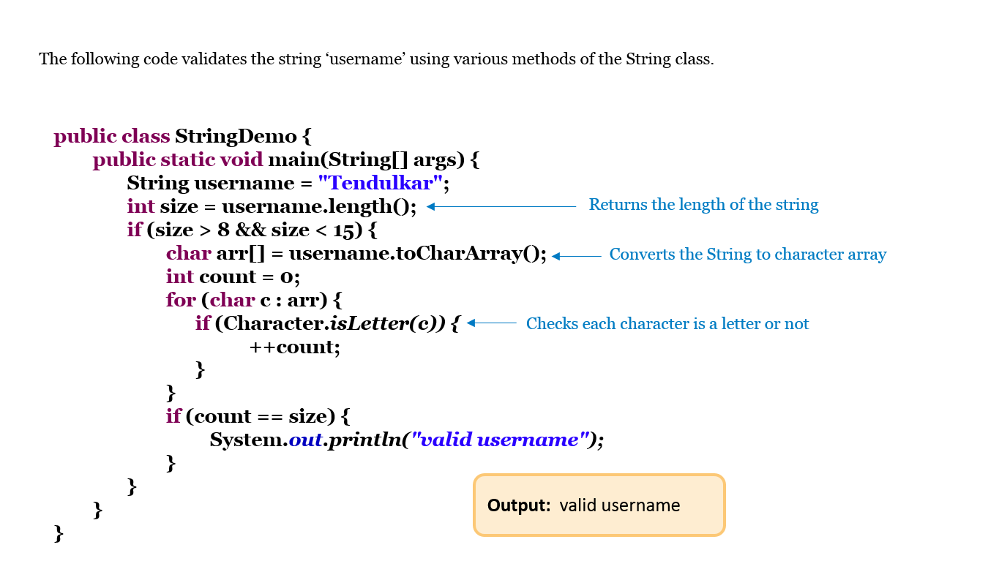 The following code validates the string ‘username’ using various methods of the String class.
public class StringDemo {
public static void main(String[] args) {
String username = "Tendulkar";
int size = username.length();
Returns the length of the string
if (size > 8 && size < 15) {
char arr[] = username.toCharArray();
Converts the String to character array
int count = 0;
for (char c : arr) {
if (Character.isLetter(c)) {
Checks each character is a letter or not
++count;
}
}
if (count == size) {
System.out.println("valid username");
}
}
Output: valid username
}
}